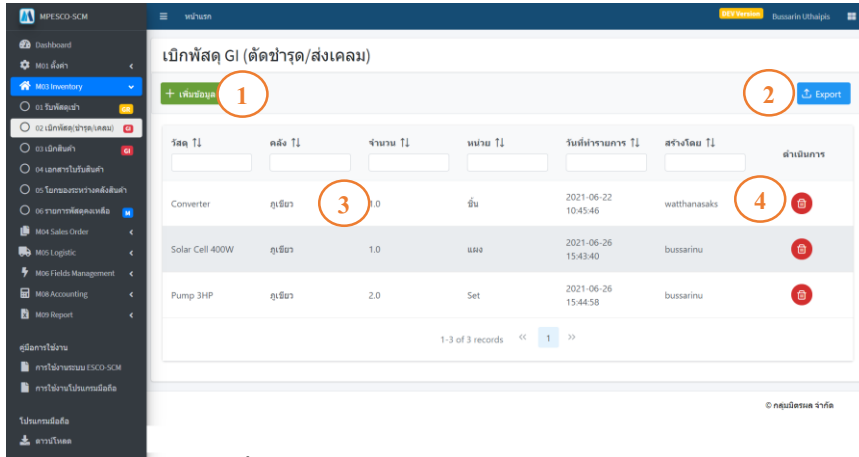 MPESCO-SCM
หน้าแรก
DEV Version
Bussarin Uthaipis
Dashboard
M01 ตั้งค่า
M03 Inventory
01 รับพัสดุเข้า GR
02 เบิกพัสดุ(ชำรุด/เคลม) GI
03 เบิกสินค้า GI
04 เอกสารใบรับสินค้า
05 โยกของระหว่างคลังสินค้า
06 รายการพัสดุคงเหลือ M
M04 Sales Order
M05 Logistic
M06 Fields Management
M08 Accounting
M09 Report
คู่มือการใช้งาน
การใช้งานระบบ ESCO-SCM
การใช้งานโปรแกรมมือถือ
โปรแกรมมือถือ
ดาวน์โหลด
เบิกพัสดุ GI (ตัดชำรุด/ส่งเคลม)
+ เพิ่มข้อมูล 1
2 Export
วัสดุ คลัง จำนวน หน่วย วันที่ทำรายการ สร้างโดย ดำเนินการ
Converter ภูเขียว 3 1.0 ชิ้น 2021-06-22 10:45:46 watthanasaks 4
Solar Cell 400W ภูเขียว 1.0 แผง 2021-06-26 15:43:40 bussarinu
Pump 3HP ภูเขียว 2.0 Set 2021-06-26 15:44:58 bussarinu
1-3 of 3 records 1
© กลุ่มมิตรผล จำกัด